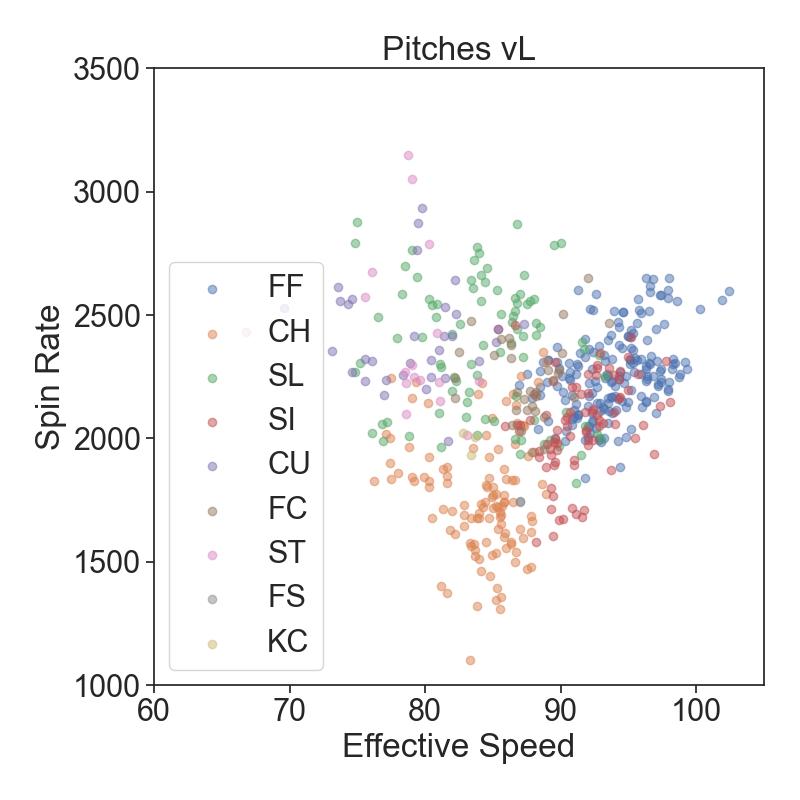 Pitches vL
3500
3000
2500
2000
1500
1000
Spin Rate
FF
CH
SL
SI
CU
FC
ST
FS
KC
60 70 80 90 100
Effective Speed